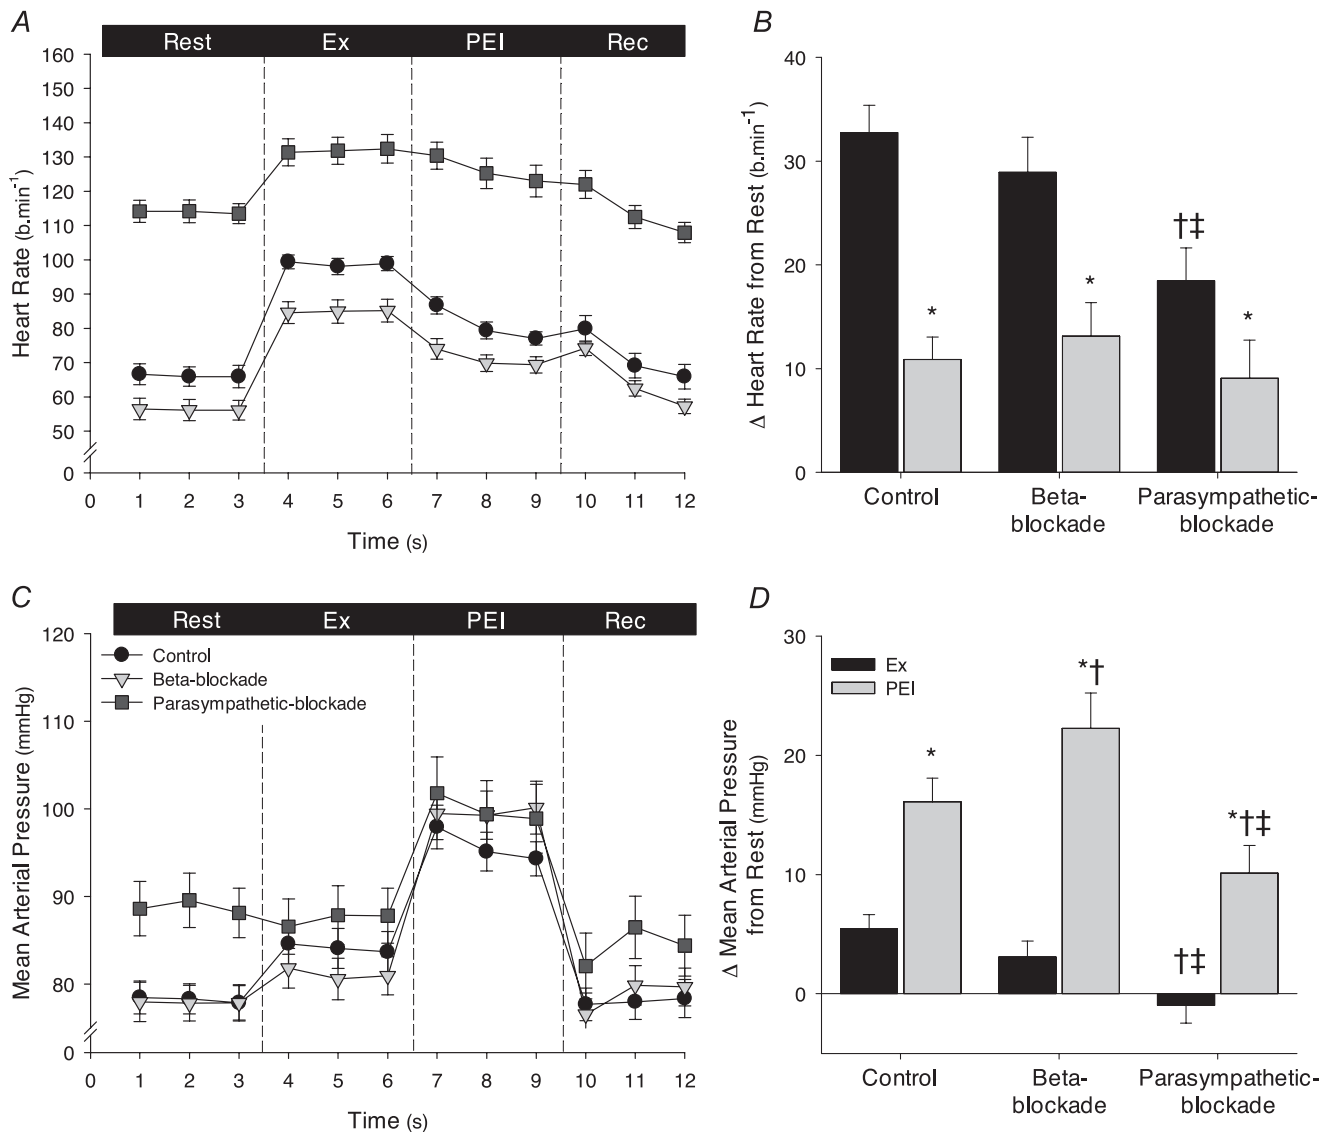 A
Rest Ex PEI Rec
160
150
140
130
120
110
100
90
80
70
60
50
0
Heart Rate (b.min⁻¹)
0 1 2 3 4 5 6 7 8 9 10 11 12
Time (s)
B
40
30
20
10
0
Δ Heart Rate from Rest (b.min⁻¹)
*
*
†‡
*
Control
Beta-
blockade
Parasympathetic-
blockade
C
Rest Ex PEI Rec
120
110
100
90
80
0
Mean Arterial Pressure (mmHg)
Control
Beta-blockade
Parasympathetic-blockade
0 1 2 3 4 5 6 7 8 9 10 11 12
Time (s)
D
30
20
10
0
Δ Mean Arterial Pressure
from Rest (mmHg)
Ex
PEI
*
*†
†‡
*†‡
Control
Beta-
blockade
Parasympathetic-
blockade